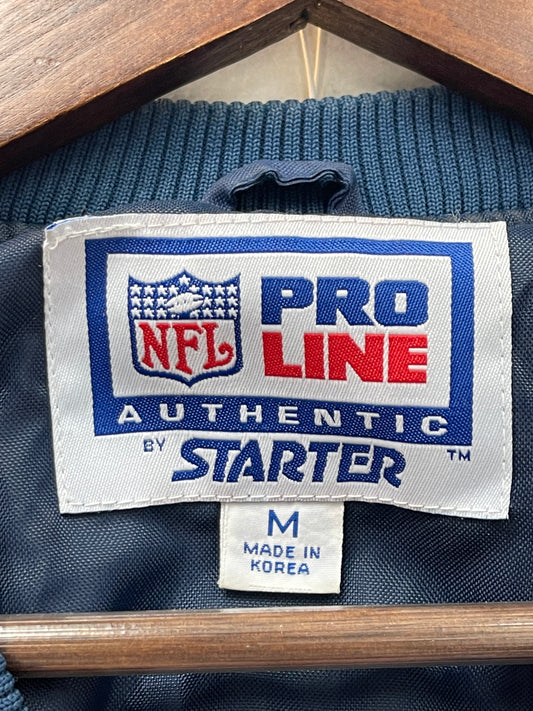 NFL
PRO
LINE
AUTHENTIC
BY STARTER ™
M
MADE IN
KOREA